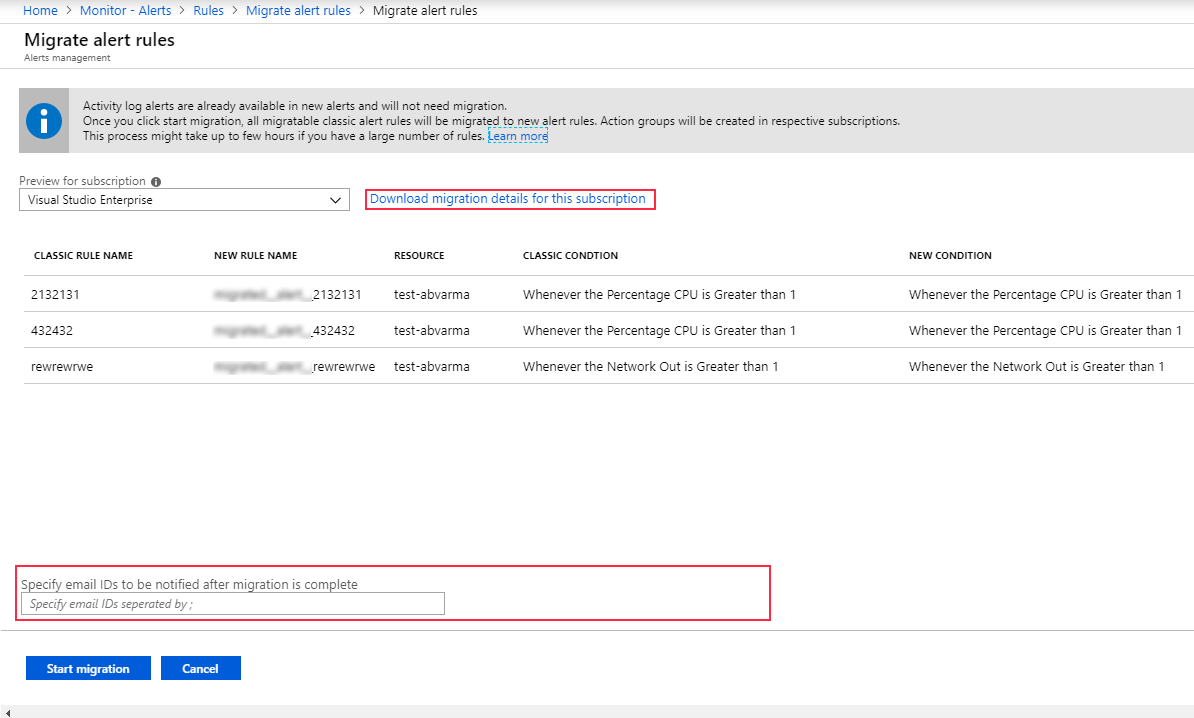 Home > Monitor - Alerts > Rules > Migrate alert rules > Migrate alert rules
Migrate alert rules
Alerts management
Activity log alerts are already available in new alerts and will not need migration.
Once you click start migration, all migratable classic alert rules will be migrated to new alert rules. Action groups will be created in respective subscriptions.
This process might take up to few hours if you have a large number of rules. Learn more
Preview for subscription
Visual Studio Enterprise Download migration details for this subscription
CLASSIC RULE NAME NEW RULE NAME RESOURCE CLASSIC CONDTION NEW CONDITION
2132131 _2132131 test-abvarma Whenever the Percentage CPU is Greater than 1 Whenever the Percentage CPU is Greater than 1
432432 _432432 test-abvarma Whenever the Percentage CPU is Greater than 1 Whenever the Percentage CPU is Greater than 1
rewrewrwe _rewrewrwe test-abvarma Whenever the Network Out is Greater than 1 Whenever the Network Out is Greater than 1
Specify email IDs to be notified after migration is complete
Specify email IDs seperated by ;
Start migration Cancel